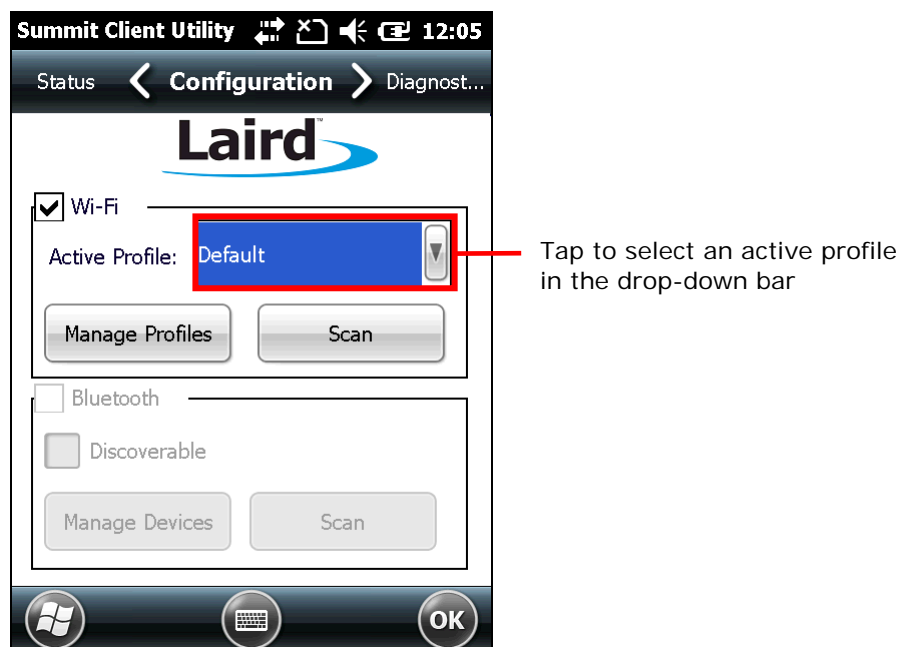 Summit Client Utility 12:05
Status Configuration Diagnost...
Laird™
Wi-Fi
Active Profile: Default
Tap to select an active profile
in the drop-down bar
Manage Profiles Scan
Bluetooth
Discoverable
Manage Devices Scan
OK